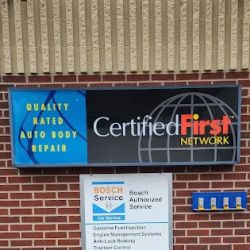 QUALITY
RATED
AUTO BODY
REPAIR
CertifiedFirst
NETWORK
BOSCH
Service
Car Service
Bosch
Authorized
Service
Gasoline Fuel Injection
Engine Management Systems
Anti-Lock Braking
Traction Control